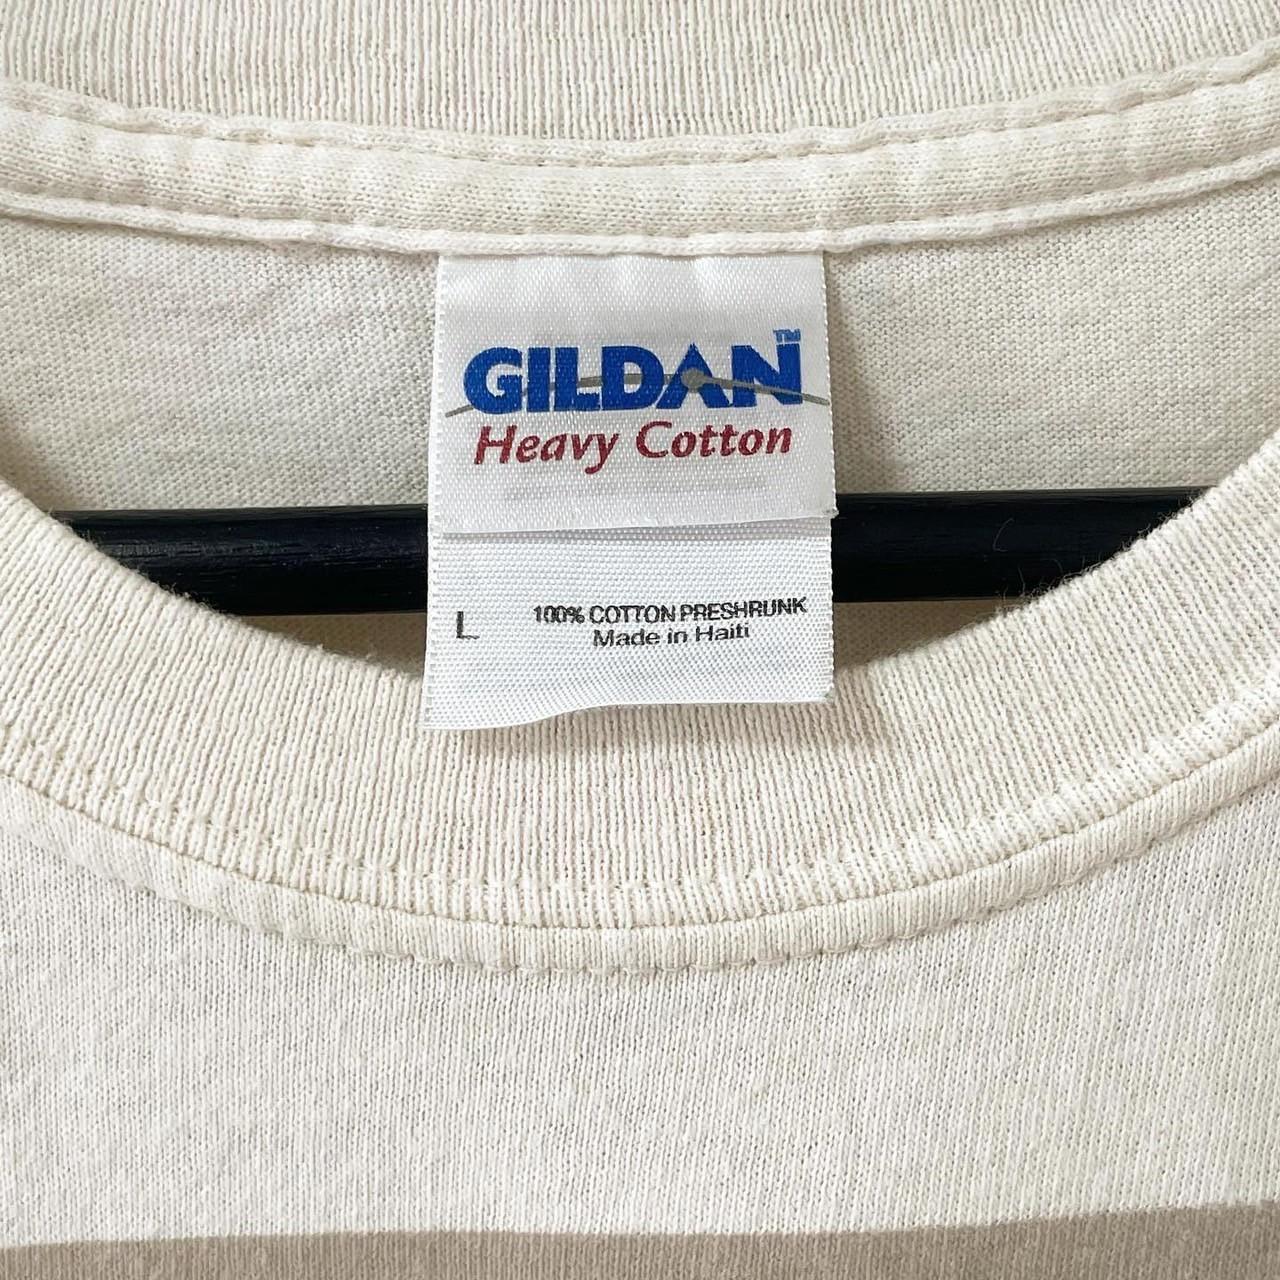 GILDAN™
Heavy Cotton
L
100% COTTON PRESHRUNK
Made in Haiti